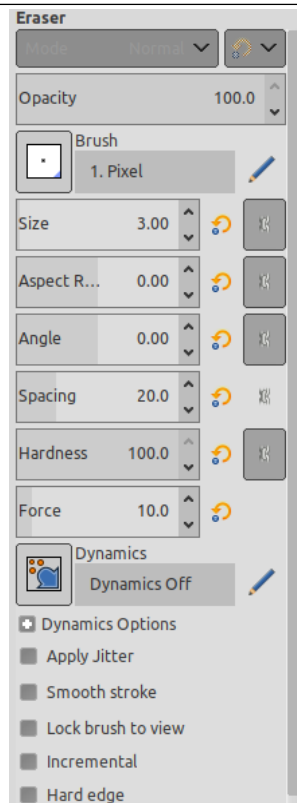 Eraser
Mode Normal
Opacity 100.0
Brush
1. Pixel
Size 3.00
Aspect R... 0.00
Angle 0.00
Spacing 20.0
Hardness 100.0
Force 10.0
Dynamics
Dynamics Off
Dynamics Options
Apply Jitter
Smooth stroke
Lock brush to view
Incremental
Hard edge